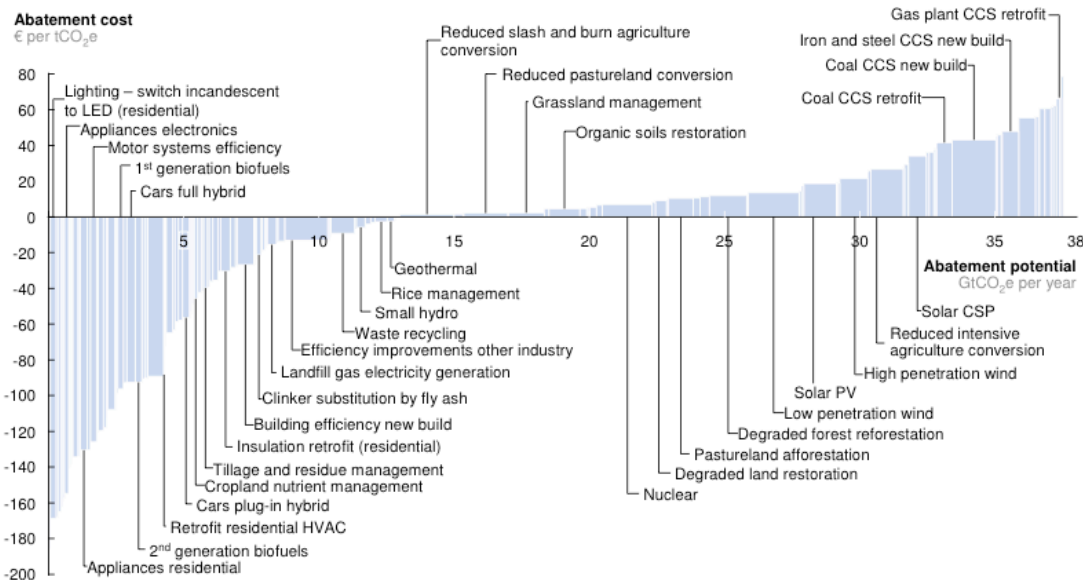 Abatement cost
€ per tCO2e
80
60
40
20
0
-20
-40
-60
-80
-100
-120
-140
-160
-180
-200
Lighting – switch incandescent
to LED (residential)
Appliances electronics
Motor systems efficiency
1st generation biofuels
Cars full hybrid
Reduced slash and burn agriculture
conversion
Reduced pastureland conversion
Grassland management
Organic soils restoration
Gas plant CCS retrofit
Iron and steel CCS new build
Coal CCS new build
Coal CCS retrofit
5
10
15
20
25
30
35
38
Abatement potential
GtCO2e per year
Geothermal
Rice management
Small hydro
Waste recycling
Efficiency improvements other industry
Landfill gas electricity generation
Clinker substitution by fly ash
Building efficiency new build
Insulation retrofit (residential)
Tillage and residue management
Cropland nutrient management
Cars plug-in hybrid
Retrofit residential HVAC
2nd generation biofuels
Appliances residential
Solar CSP
Reduced intensive
agriculture conversion
High penetration wind
Solar PV
Low penetration wind
Degraded forest reforestation
Pastureland afforestation
Degraded land restoration
Nuclear